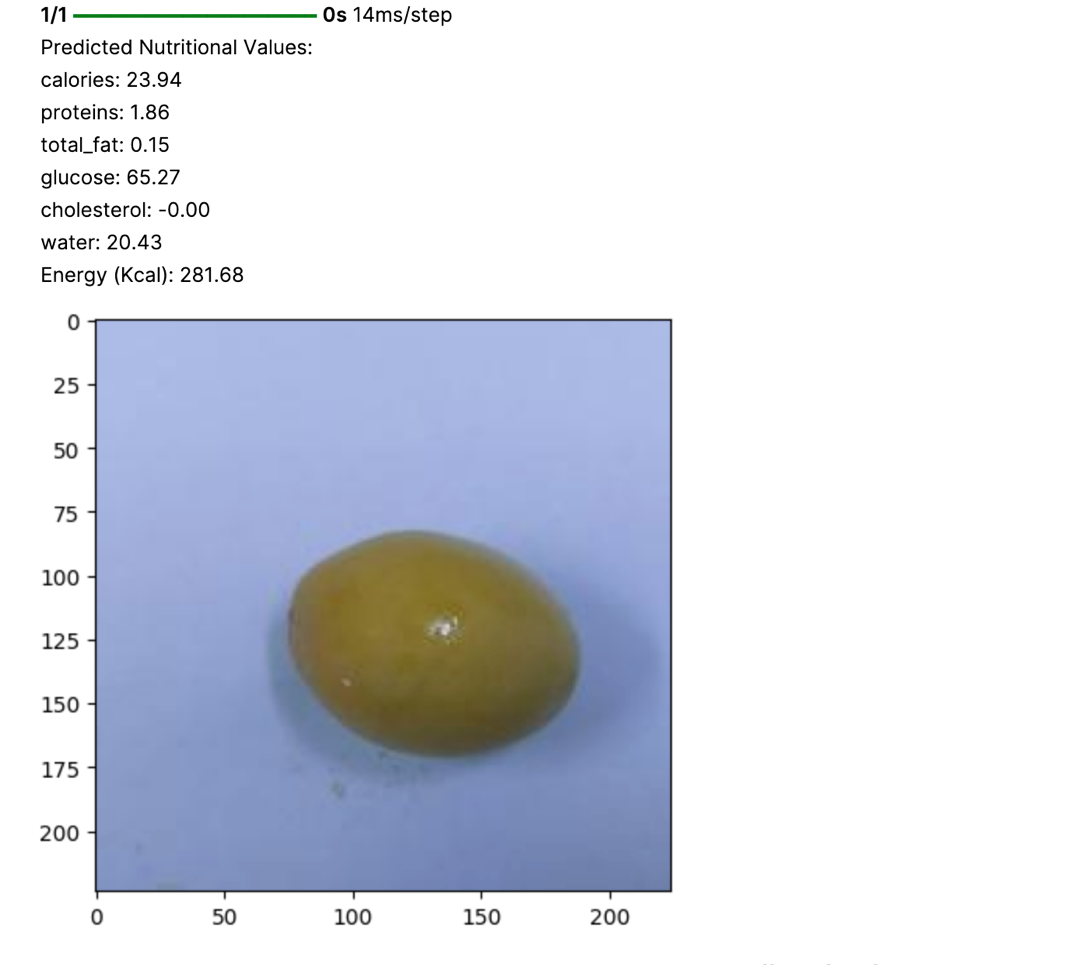 1/1 0s 14ms/step
Predicted Nutritional Values:
calories: 23.94
proteins: 1.86
total_fat: 0.15
glucose: 65.27
cholesterol: -0.00
water: 20.43
Energy (Kcal): 281.68
0
25
50
75
100
125
150
175
200
0 50 100 150 200